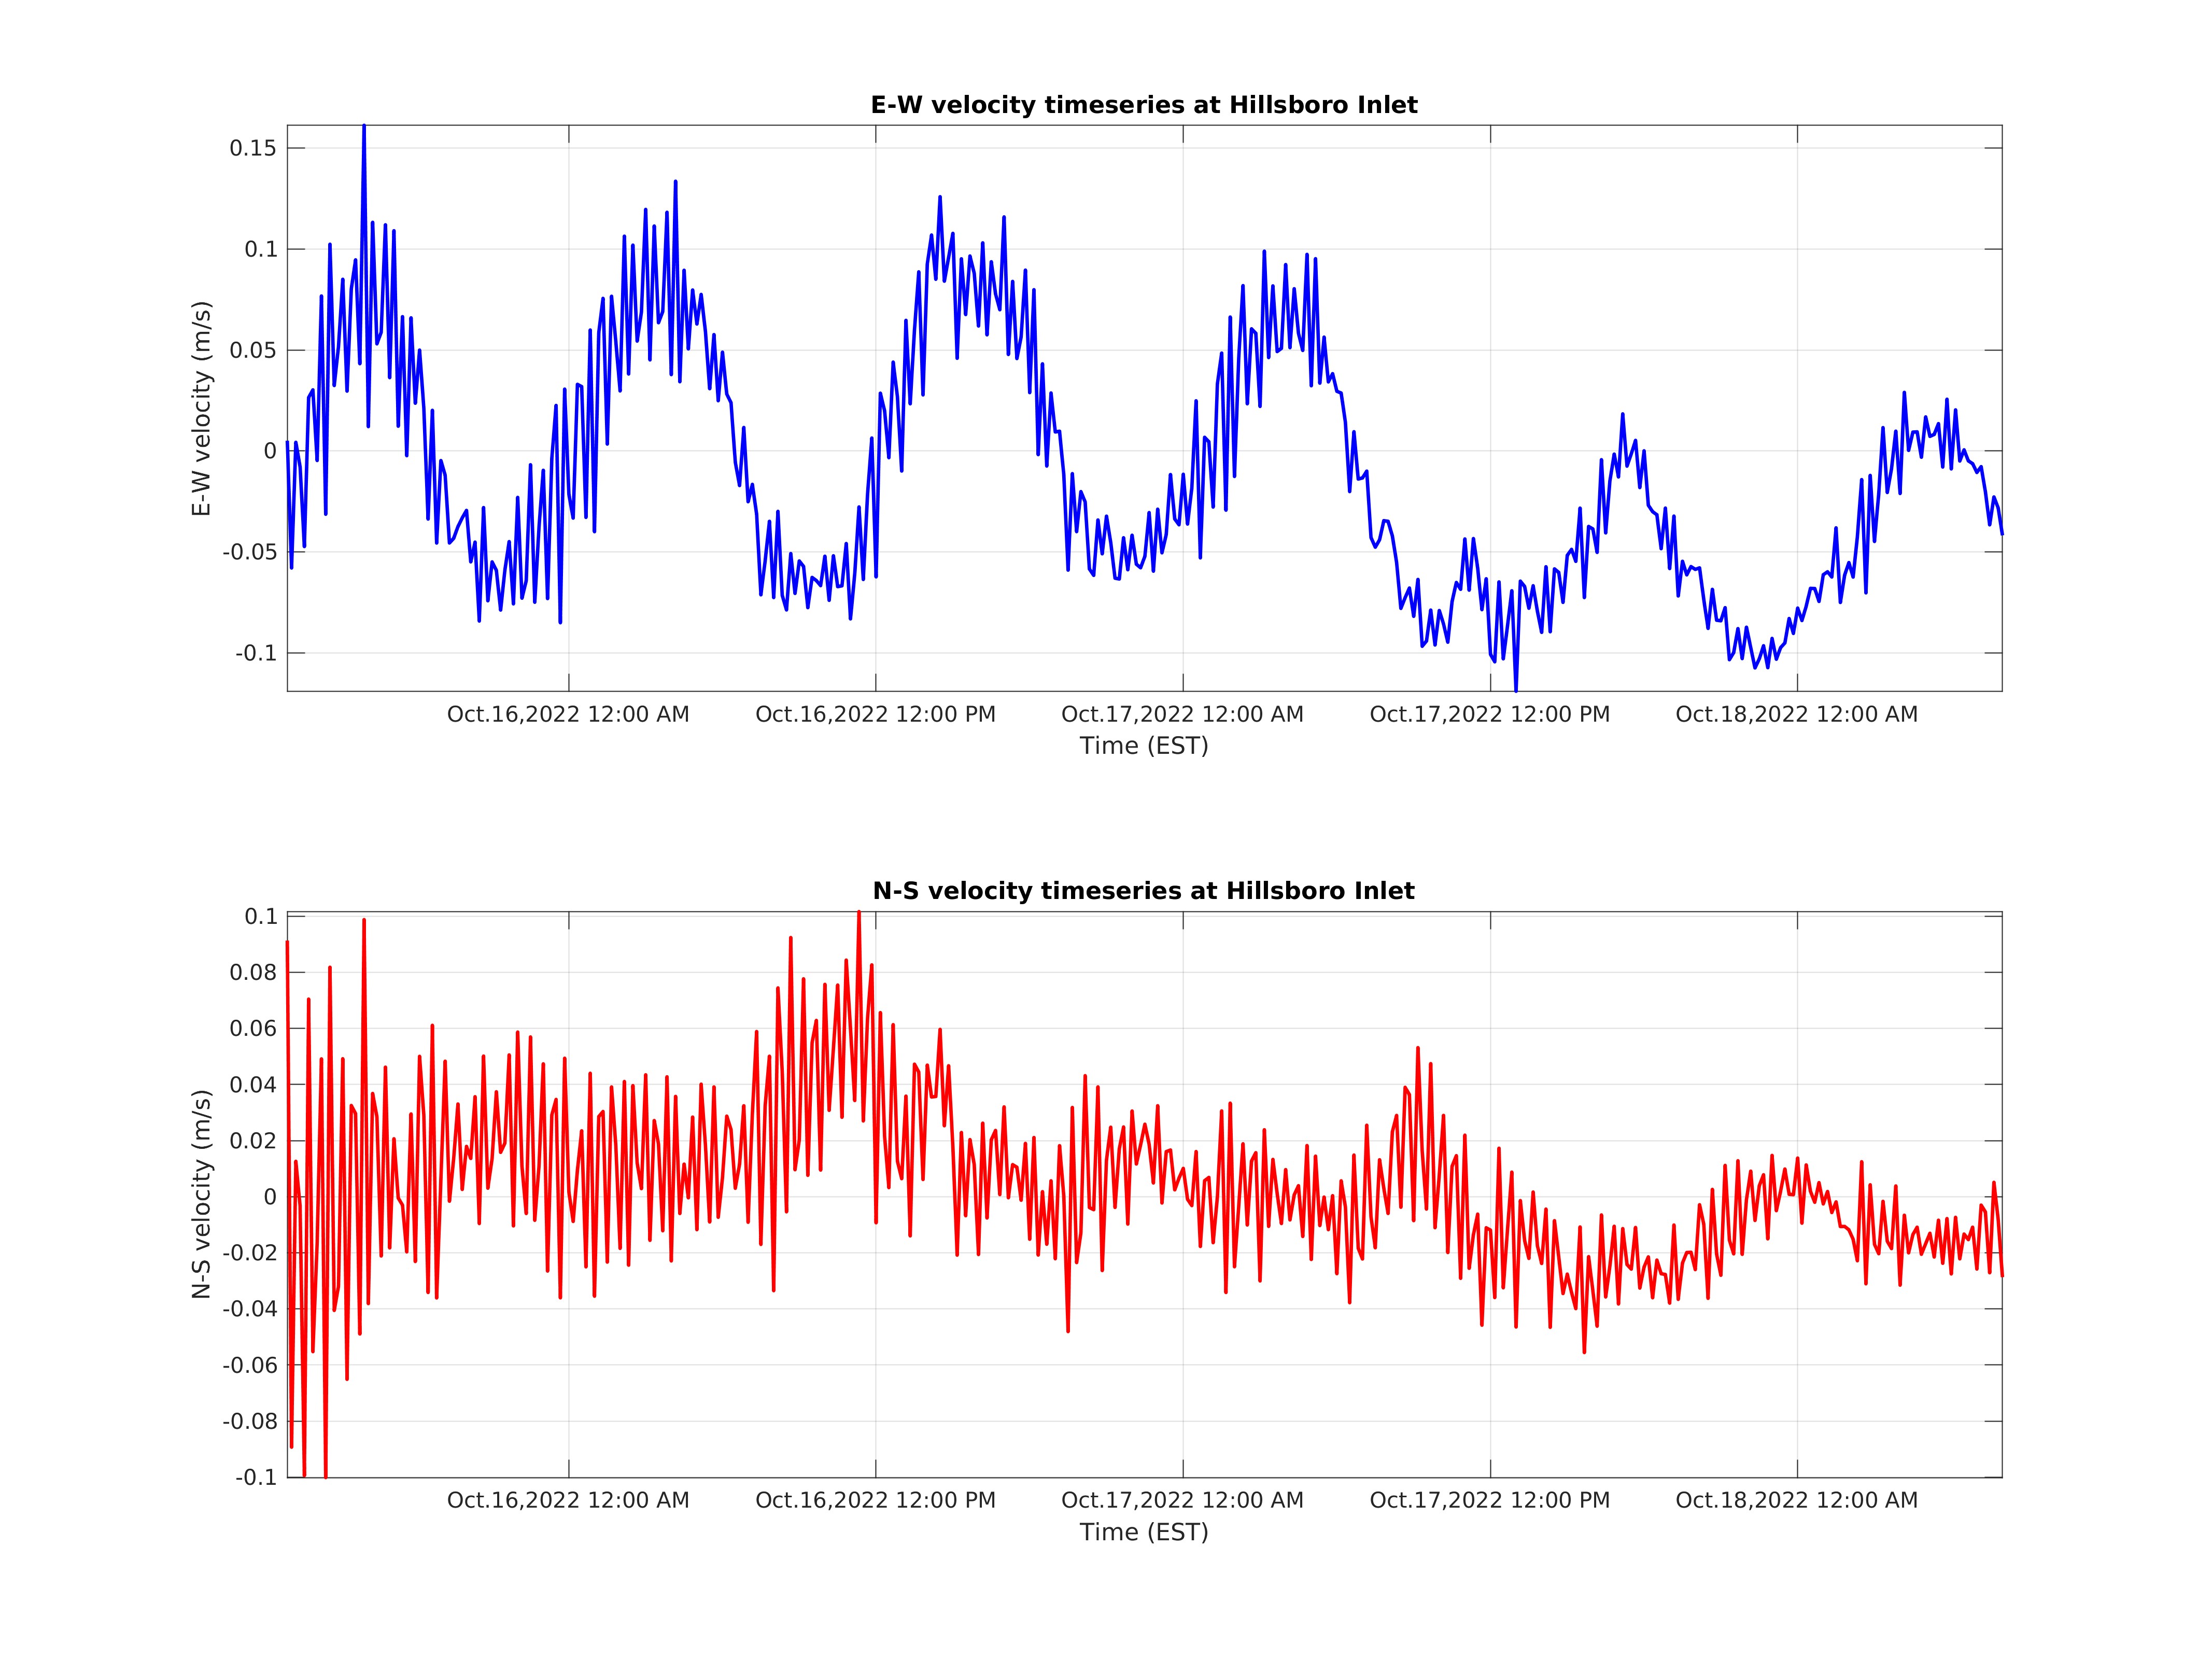 E-W velocity timeseries at Hillsboro Inlet
0.15
0.1
0.05
0
-0.05
-0.1
E-W velocity (m/s)
Oct.16,2022 12:00 AM Oct.16,2022 12:00 PM Oct.17,2022 12:00 AM Oct.17,2022 12:00 PM Oct.18,2022 12:00 AM
Time (EST)
N-S velocity timeseries at Hillsboro Inlet
0.1
0.08
0.06
0.04
0.02
0
-0.02
-0.04
-0.06
-0.08
-0.1
N-S velocity (m/s)
Oct.16,2022 12:00 AM Oct.16,2022 12:00 PM Oct.17,2022 12:00 AM Oct.17,2022 12:00 PM Oct.18,2022 12:00 AM
Time (EST)